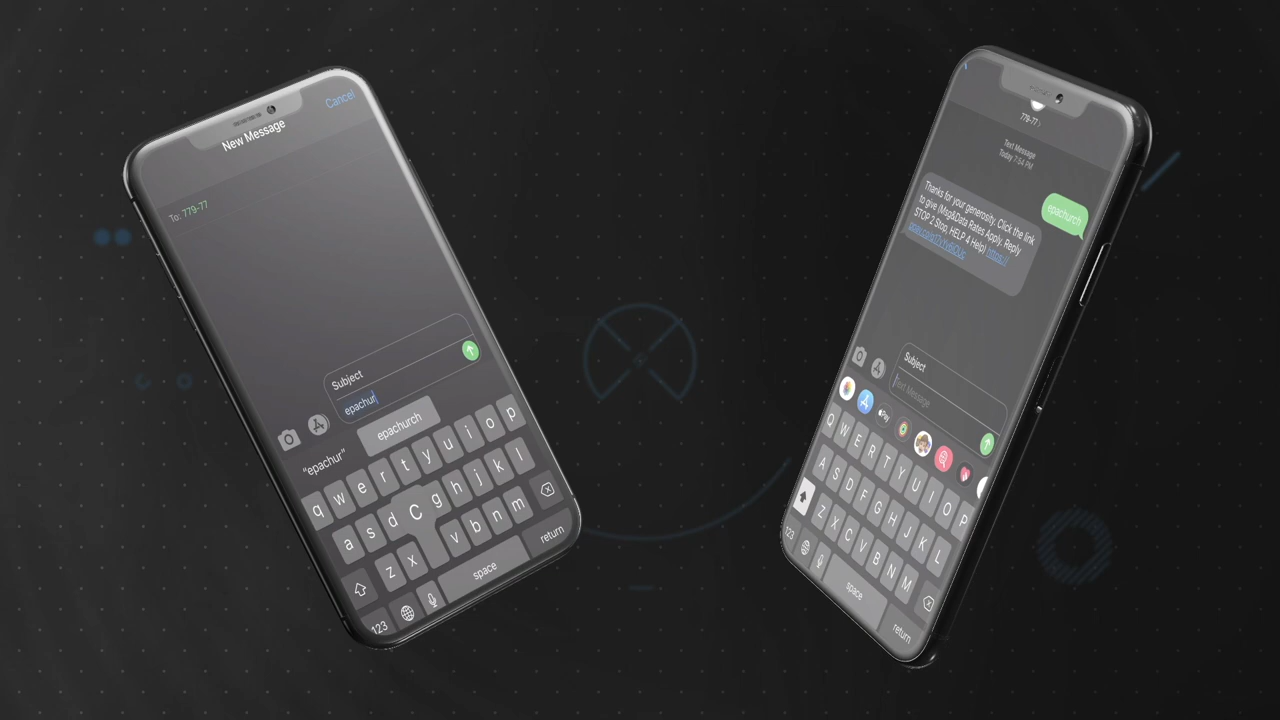 Cancel
New Message
To: 779-77
Subject
epachur
"epachur" epachurch
q w e r t y u i o p
a s d C g h j k l
z x v b n m
123 space return
779-77
Text Message
Today 7:54 PM
epachurch
Thanks for your generosity. Click the link
to give (Msg&Data Rates Apply. Reply
STOP 2 Stop, HELP 4 Help) https://
Subject
Text Message
Pay
Q W E R T Y U I O P
A S D F G H J K L
Z X C V B N M
123 space return